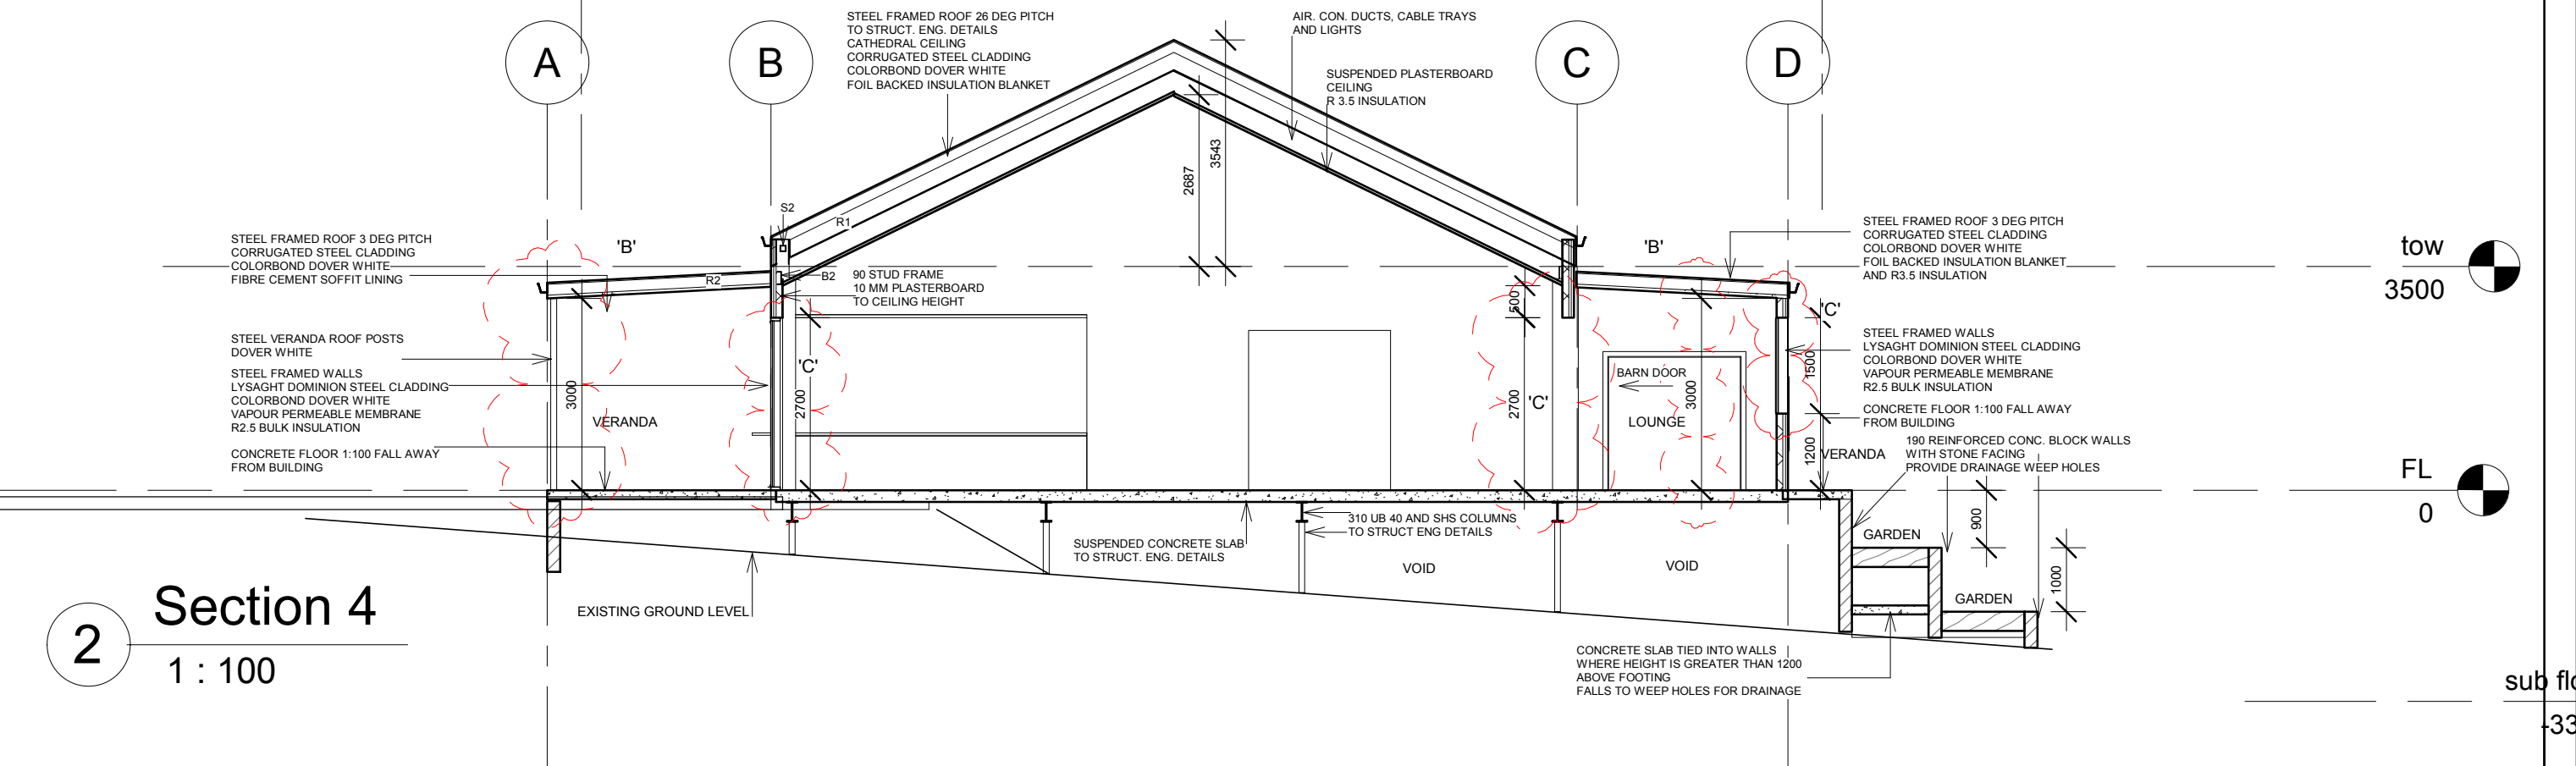 A
B
C
D
STEEL FRAMED ROOF 26 DEG PITCH
TO STRUCT. ENG. DETAILS
CATHEDRAL CEILING
CORRUGATED STEEL CLADDING
COLORBOND DOVER WHITE
FOIL BACKED INSULATION BLANKET
AIR. CON. DUCTS, CABLE TRAYS
AND LIGHTS
SUSPENDED PLASTERBOARD
CEILING
R 3.5 INSULATION
3543
2687
S2
R1
STEEL FRAMED ROOF 3 DEG PITCH
CORRUGATED STEEL CLADDING
COLORBOND DOVER WHITE
FIBRE CEMENT SOFFIT LINING
'B'
R2
B2
90 STUD FRAME
10 MM PLASTERBOARD
TO CEILING HEIGHT
'B'
STEEL FRAMED ROOF 3 DEG PITCH
CORRUGATED STEEL CLADDING
COLORBOND DOVER WHITE
FOIL BACKED INSULATION BLANKET
AND R3.5 INSULATION
tow
3500
STEEL VERANDA ROOF POSTS
DOVER WHITE
STEEL FRAMED WALLS
LYSAGHT DOMINION STEEL CLADDING
COLORBOND DOVER WHITE
VAPOUR PERMEABLE MEMBRANE
R2.5 BULK INSULATION
CONCRETE FLOOR 1:100 FALL AWAY
FROM BUILDING
3000
VERANDA
'C'
2700
500
2700
'C'
BARN DOOR
LOUNGE
3000
'C'
1500
1200
VERANDA
STEEL FRAMED WALLS
LYSAGHT DOMINION STEEL CLADDING
COLORBOND DOVER WHITE
VAPOUR PERMEABLE MEMBRANE
R2.5 BULK INSULATION
CONCRETE FLOOR 1:100 FALL AWAY
FROM BUILDING
190 REINFORCED CONC. BLOCK WALLS
WITH STONE FACING
PROVIDE DRAINAGE WEEP HOLES
FL
0
SUSPENDED CONCRETE SLAB
TO STRUCT. ENG. DETAILS
310 UB 40 AND SHS COLUMNS
TO STRUCT ENG DETAILS
VOID
VOID
GARDEN
900
GARDEN
1000
EXISTING GROUND LEVEL
2
Section 4
1 : 100
CONCRETE SLAB TIED INTO WALLS
WHERE HEIGHT IS GREATER THAN 1200
ABOVE FOOTING
FALLS TO WEEP HOLES FOR DRAINAGE
sub flo
-33